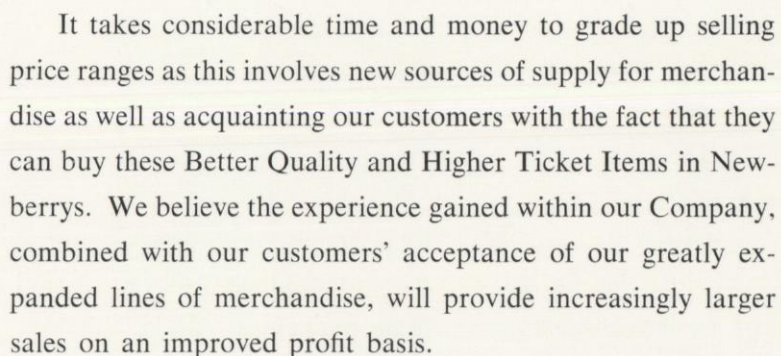 It takes considerable time and money to grade up selling
price ranges as this involves new sources of supply for merchan-
dise as well as acquainting our customers with the fact that they
can buy these Better Quality and Higher Ticket Items in New-
berrys. We believe the experience gained within our Company,
combined with our customers' acceptance of our greatly ex-
panded lines of merchandise, will provide increasingly larger
sales on an improved profit basis.